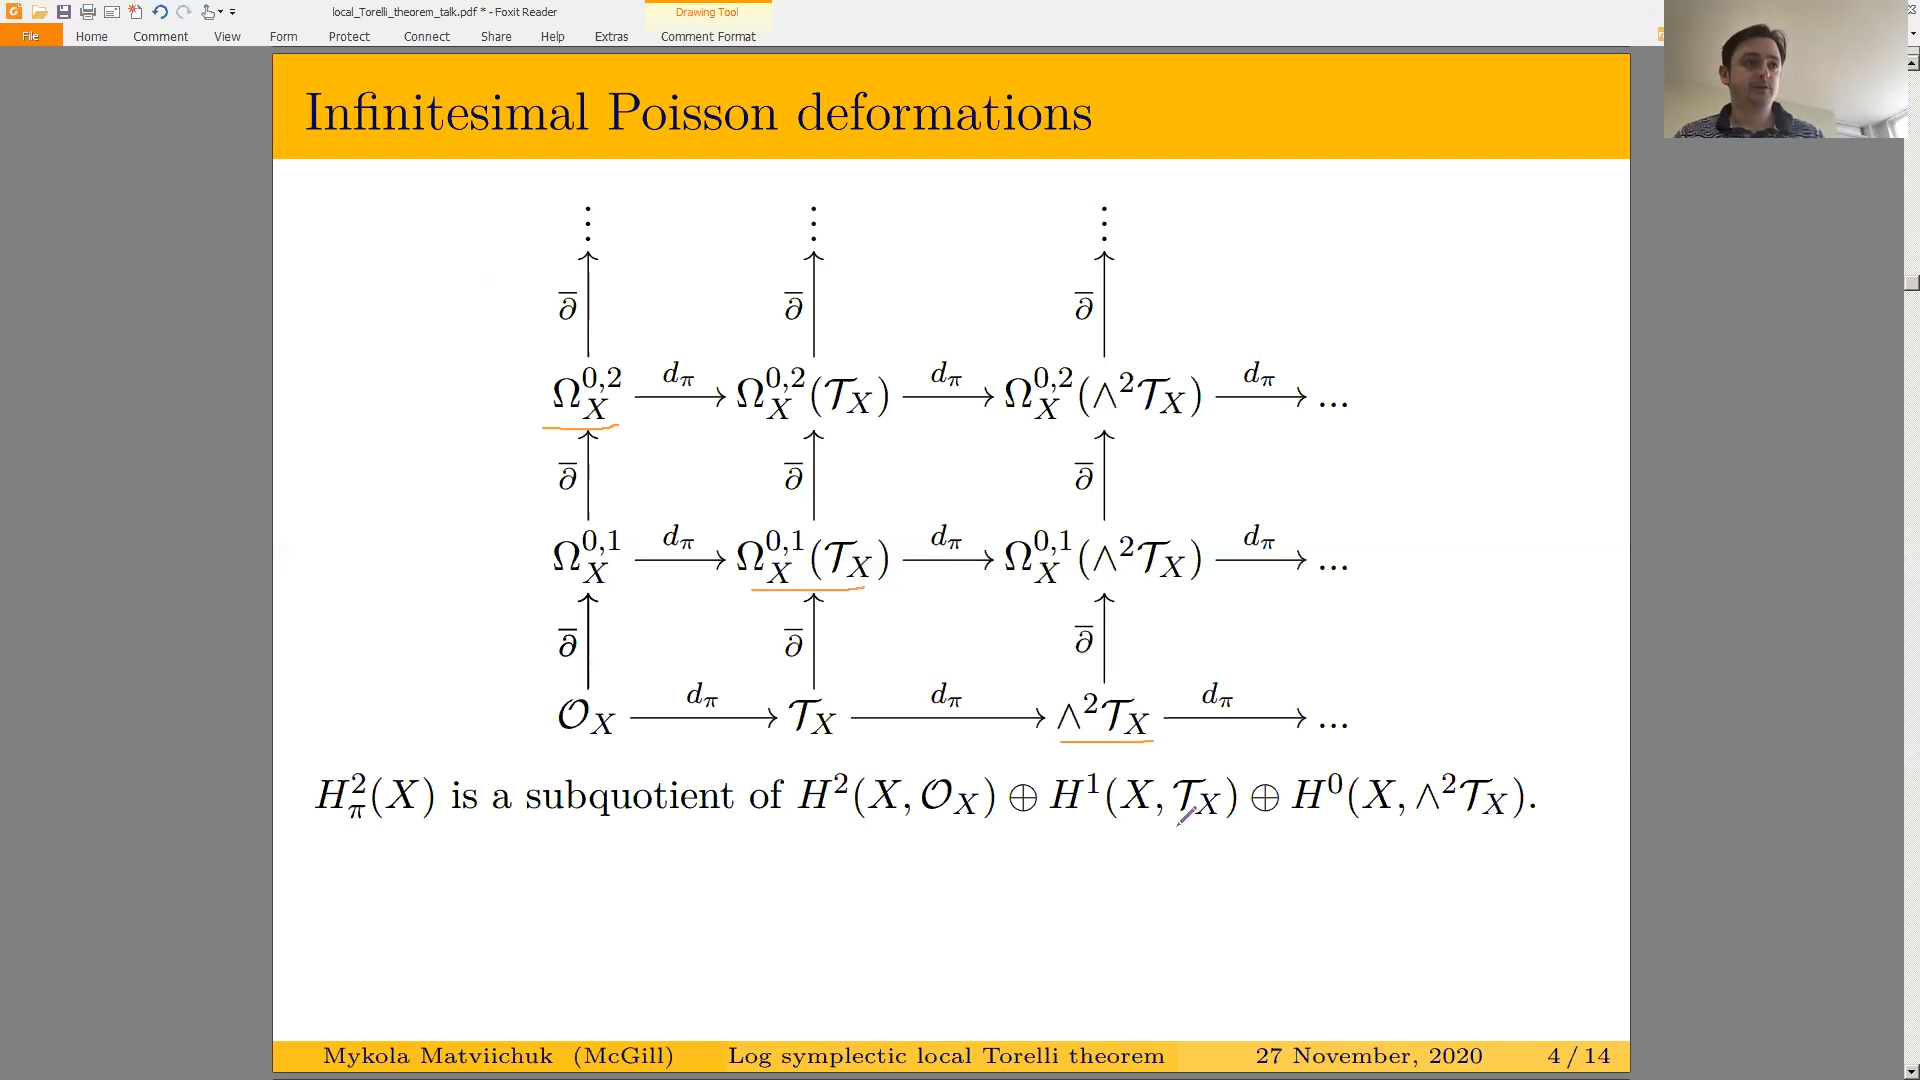 local_Torelli_theorem_talk.pdf * - Foxit Reader
Drawing Tool
File Home Comment View Form Protect Connect Share Help Extras Comment Format
Infinitesimal Poisson deformations
⋮ ⋮ ⋮
∂̅ ∂̅ ∂̅
Ω_X^{0,2} d_π Ω_X^{0,2}(𝒯_X) d_π Ω_X^{0,2}(∧²𝒯_X) d_π ...
∂̅ ∂̅ ∂̅
Ω_X^{0,1} d_π Ω_X^{0,1}(𝒯_X) d_π Ω_X^{0,1}(∧²𝒯_X) d_π ...
∂̅ ∂̅ ∂̅
𝒪_X d_π 𝒯_X d_π ∧²𝒯_X d_π ...
H_π^2(X) is a subquotient of H²(X, 𝒪_X) ⊕ H¹(X, 𝒯_X) ⊕ H⁰(X, ∧²𝒯_X).
Mykola Matviichuk (McGill) Log symplectic local Torelli theorem 27 November, 2020 4 / 14